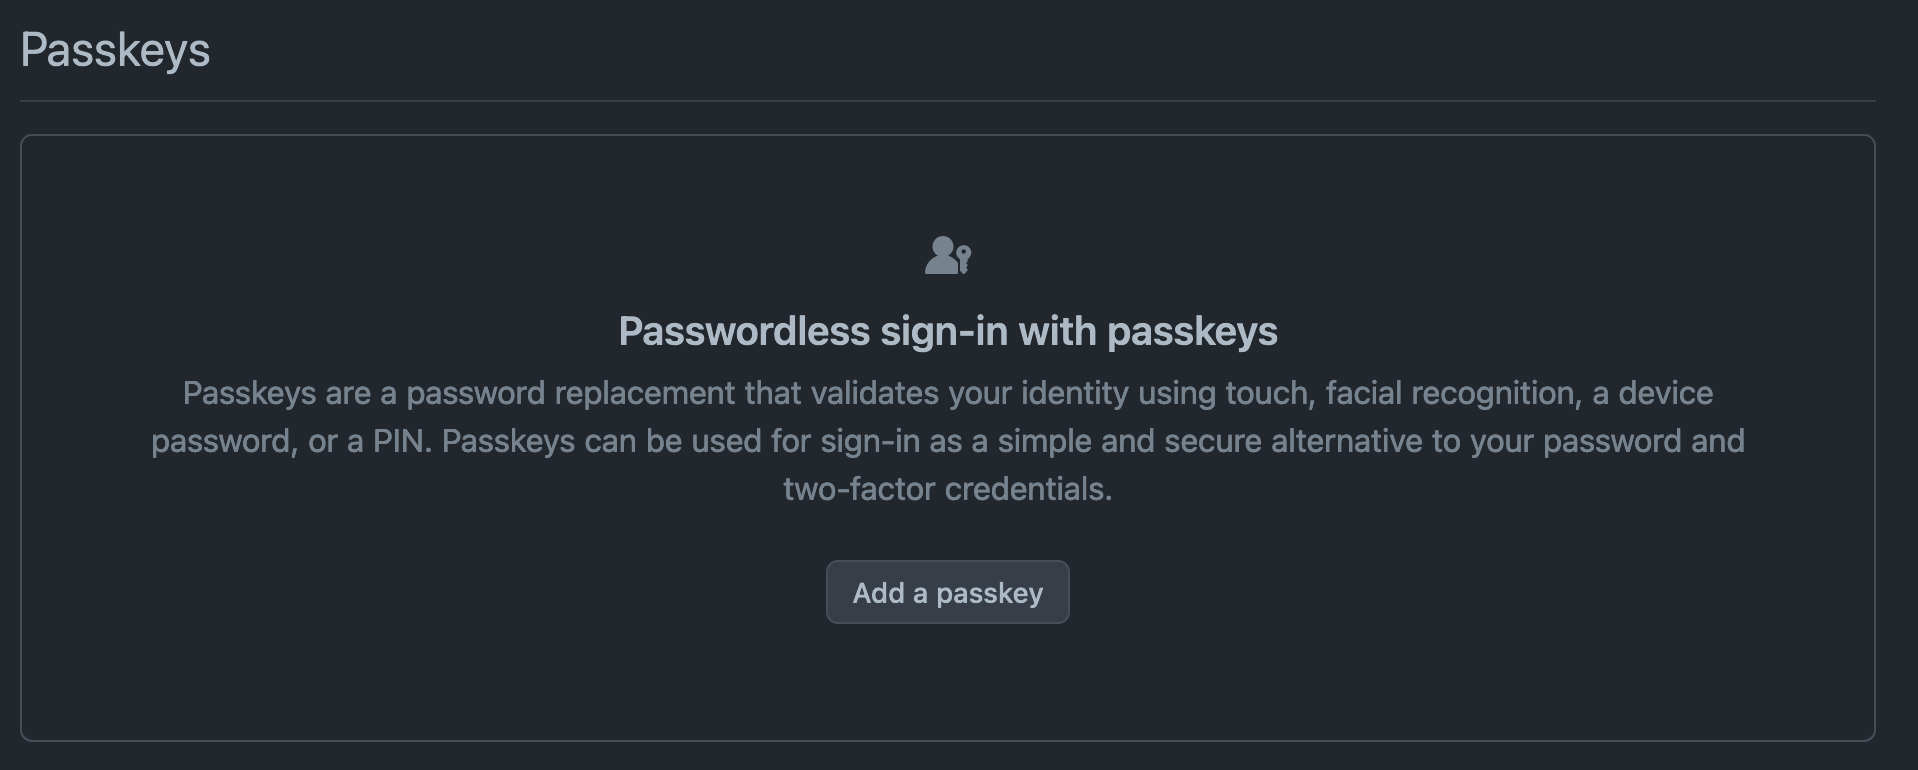 Passkeys
Passwordless sign-in with passkeys
Passkeys are a password replacement that validates your identity using touch, facial recognition, a device
password, or a PIN. Passkeys can be used for sign-in as a simple and secure alternative to your password and
two-factor credentials.
Add a passkey